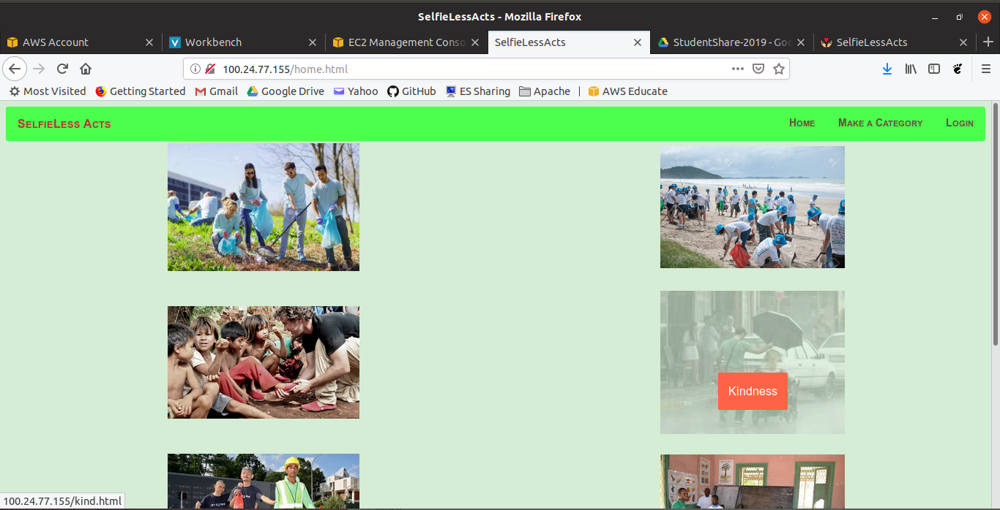 SelfieLessActs - Mozilla Firefox
AWS Account
Workbench
EC2 Management Conso
SelfieLessActs
StudentShare-2019 - Goo
SelfieLessActs
100.24.77.155/home.html
Most Visited
Getting Started
Gmail
Google Drive
Yahoo
GitHub
ES Sharing
Apache
AWS Educate
SelfieLess Acts
Home
Make a Category
Login
Kindness
100.24.77.155/kind.html